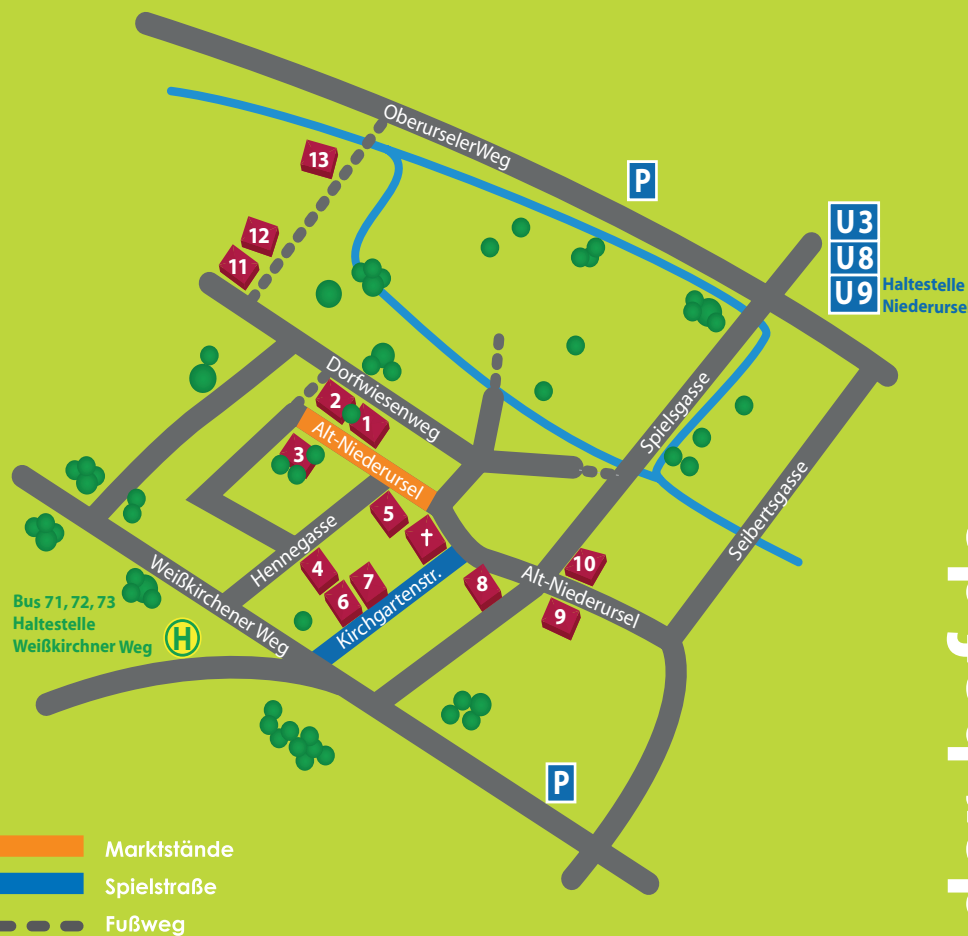 OberurselerWeg
13
P
U3
U8
U9
Haltestelle
12
11
Dorfwiesenweg
2
1
Alt-Niederursel
3
Spielsgasse
Seibertsgasse
5
✝
Hennegasse
4
7
6
Kirchgartenstr.
8
10
Alt-Niederursel
9
Weißkirchener Weg
Bus 71, 72, 73
Haltestelle
Weißkirchner Weg
H
P
Marktstände
Spielstraße
Fußweg